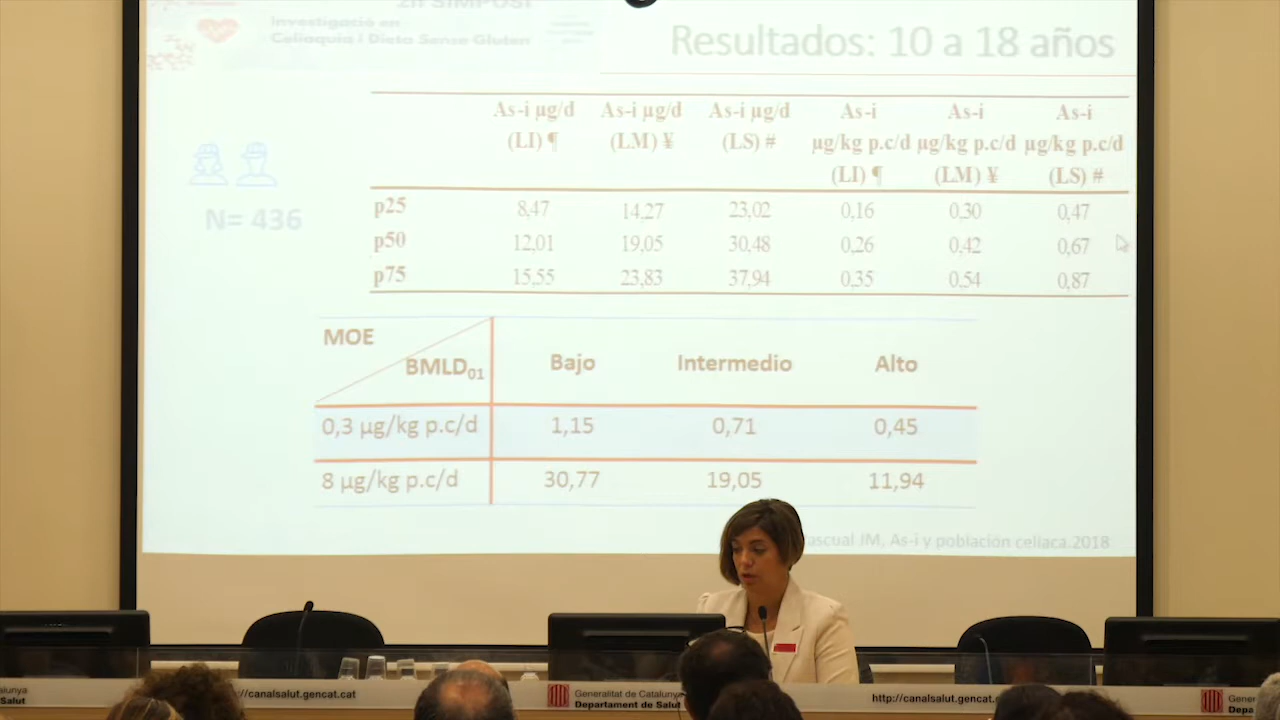 2n SIMPOSI
Investigació en
Celiaquia i Dieta Sense Gluten
Resultados: 10 a 18 años
N= 436
As-i µg/d (LI) ¶ As-i µg/d (LM) ¥ As-i µg/d (LS) # As-i µg/kg p.c/d (LI) ¶ As-i µg/kg p.c/d (LM) ¥ As-i µg/kg p.c/d (LS) #
p25 8,47 14,27 23,02 0,16 0,30 0,47
p50 12,01 19,05 30,48 0,26 0,42 0,67
p75 15,55 23,83 37,94 0,35 0,54 0,87
MOE BMLD01 Bajo Intermedio Alto
0,3 µg/kg p.c/d 1,15 0,71 0,45
8 µg/kg p.c/d 30,77 19,05 11,94
JM, As-i y población celiaca.2018
Salut
://canalsalut.gencat.cat
Generalitat de Catalunya
Departament de Salut
http://canalsalut.gencat.c